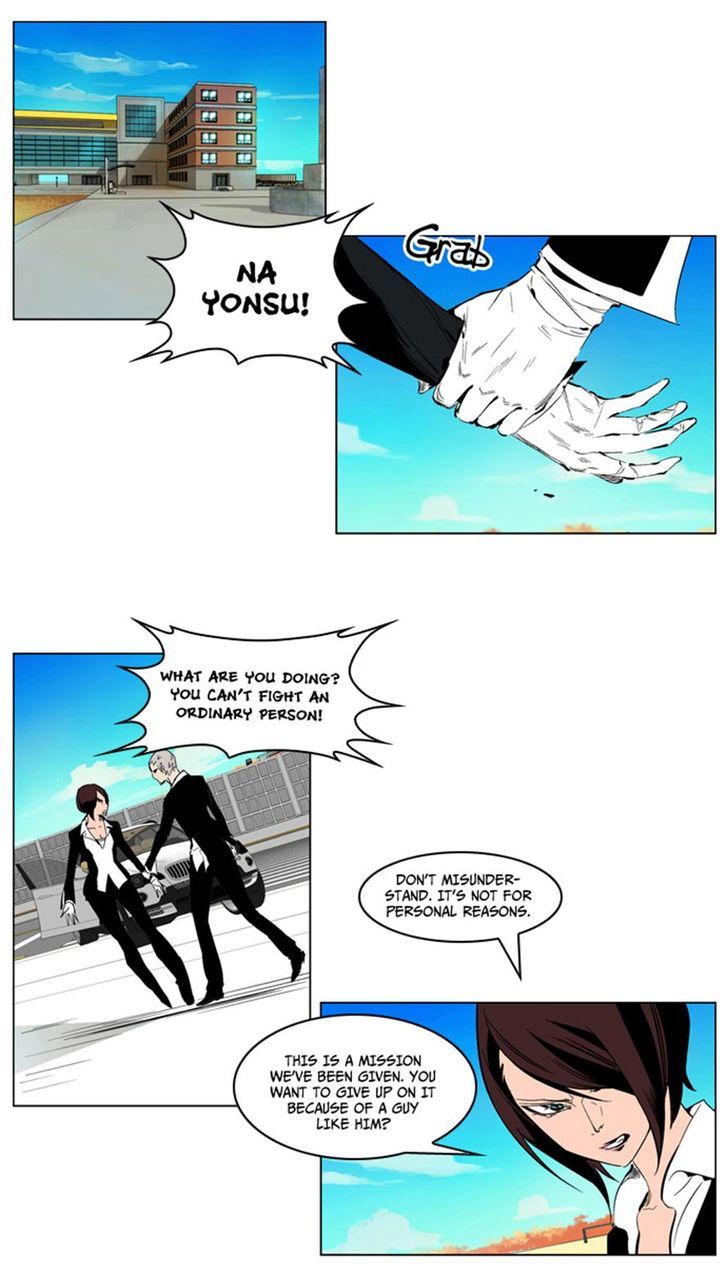 NA
YONSU!
Grab
WHAT ARE YOU DOING?
YOU CAN'T FIGHT AN
ORDINARY PERSON!
DON'T MISUNDER-
STAND. IT'S NOT FOR
PERSONAL REASONS.
THIS IS A MISSION
WE'VE BEEN GIVEN. YOU
WANT TO GIVE UP ON IT
BECAUSE OF A GUY
LIKE HIM?